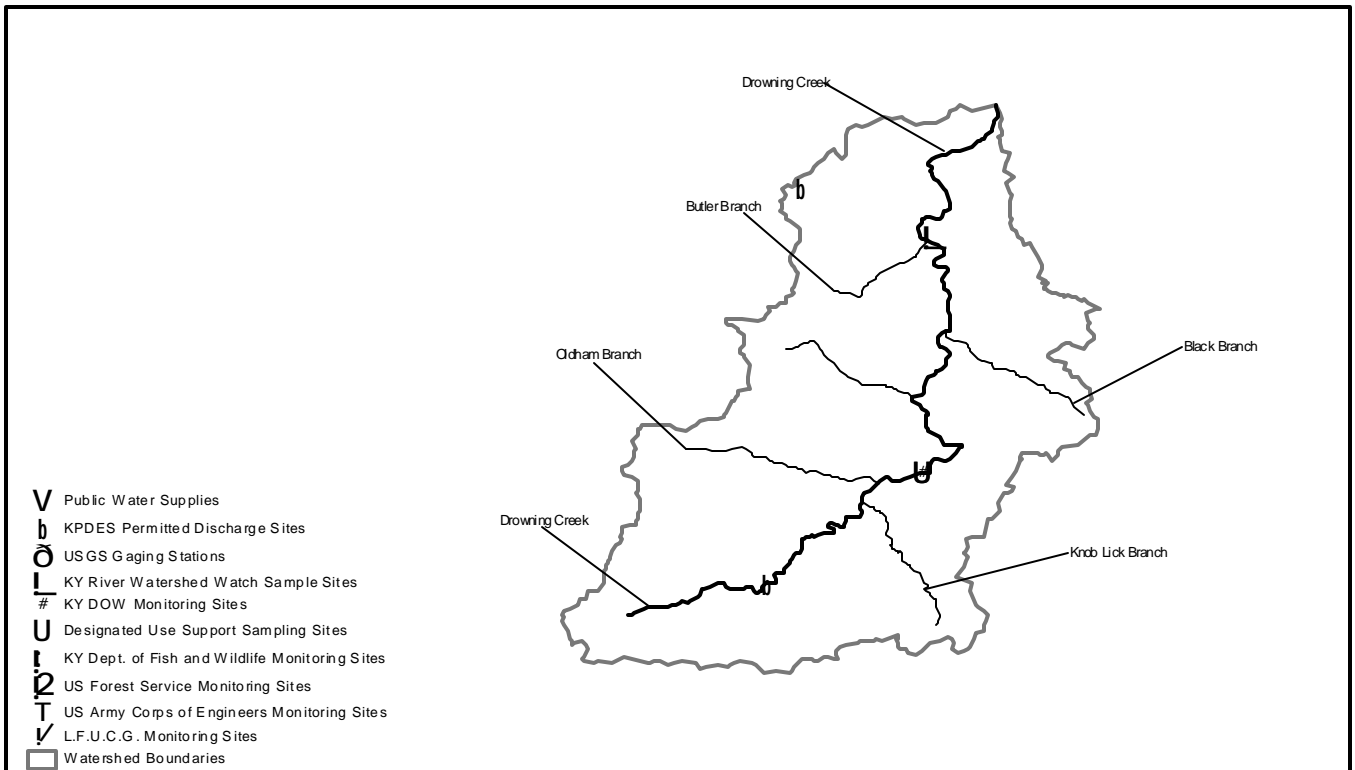 Drowning Creek
b
Butler Branch
L
Oldham Branch
Black Branch
U
#
Drowning Creek
Knob Lick Branch
b
V Public Water Supplies
b KPDES Permitted Discharge Sites
ð USGS Gaging Stations
L KY River Watershed Watch Sample Sites
# KY DOW Monitoring Sites
U Designated Use Support Sampling Sites
KY Dept. of Fish and Wildlife Monitoring Sites
US Forest Service Monitoring Sites
T US Army Corps of Engineers Monitoring Sites
L.F.U.C.G. Monitoring Sites
Watershed Boundaries